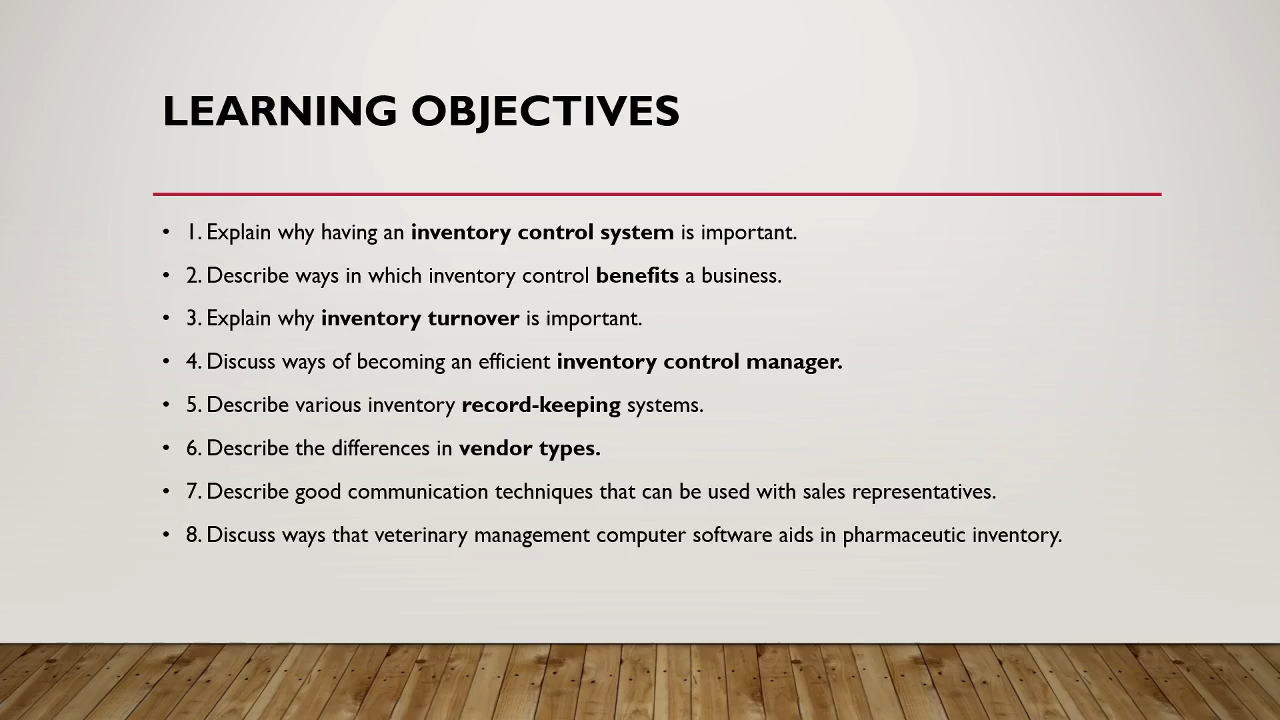 LEARNING OBJECTIVES
• 1. Explain why having an inventory control system is important.
• 2. Describe ways in which inventory control benefits a business.
• 3. Explain why inventory turnover is important.
• 4. Discuss ways of becoming an efficient inventory control manager.
• 5. Describe various inventory record-keeping systems.
• 6. Describe the differences in vendor types.
• 7. Describe good communication techniques that can be used with sales representatives.
• 8. Discuss ways that veterinary management computer software aids in pharmaceutic inventory.